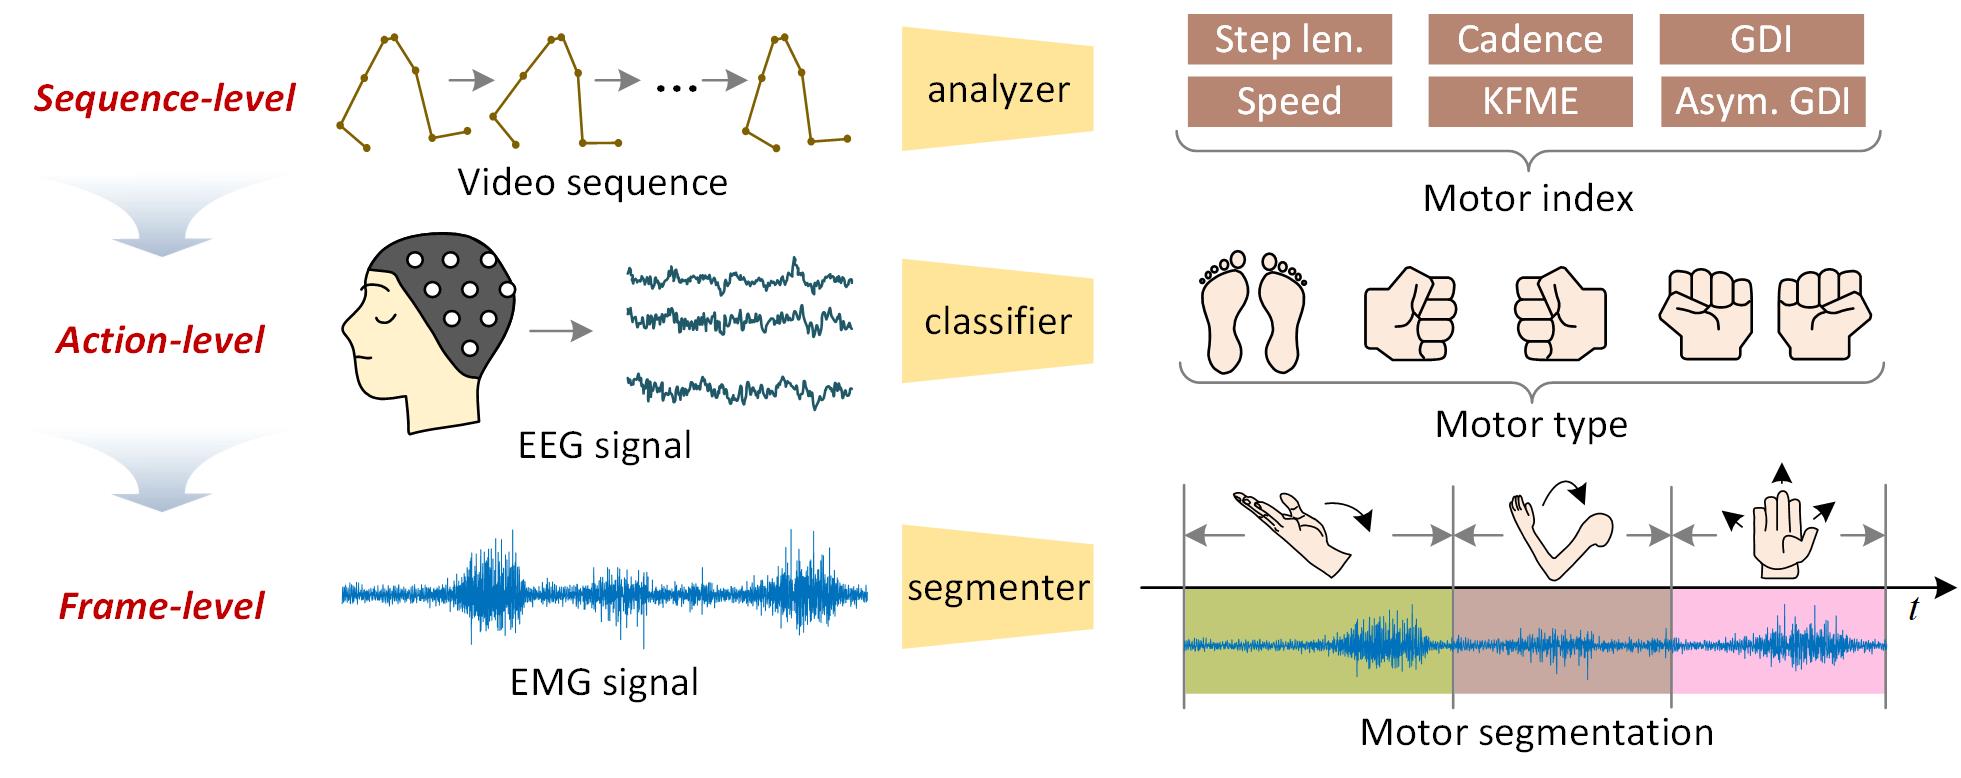 Sequence-level
...
Video sequence
analyzer
Step len.
Cadence
GDI
Speed
KFME
Asym. GDI
Motor index
Action-level
EEG signal
classifier
Motor type
Frame-level
EMG signal
segmenter
t
Motor segmentation